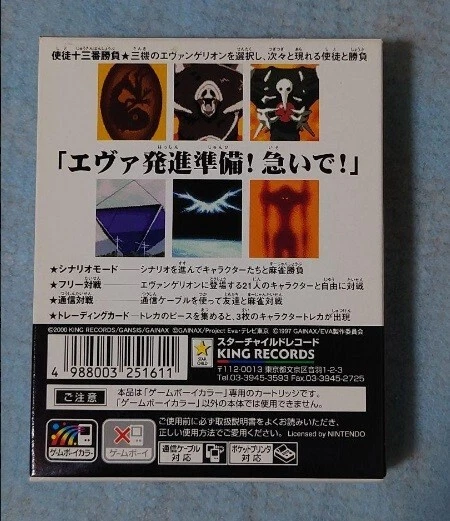 使徒十三番勝負★三機のエヴァンゲリオンを選択し、次々と現れる使徒と勝負
「エヴァ発進準備！急いで！」
★シナリオモード――シナリオを進んでキャラクターたちと麻雀勝負
★フリー対戦――エヴァンゲリオンに登場する21人のキャラクターと自由に対戦
★通信対戦――通信ケーブルを使って友達と麻雀対戦
★トレーディングカード――トレカのピースを集めると、3枚のキャラクタートレカが出現
©2000 KING RECORDS/GANSIS/GAINAX ©GAINAX/Project Eva・テレビ東京 ©1997 GAINAX/EVA製作委員会
4 988003 251611
STAR CHILD
スターチャイルドレコード
KING RECORDS
〒112-0013 東京都文京区音羽1-2-3
Tel.03-3945-3593 Fax.03-3945-2725
ご注意
本品は「ゲームボーイカラー」専用のカートリッジです。
「ゲームボーイカラー」以外の本体では使用できません。
ゲームボーイカラー
ゲームボーイ
ご使用前に必ず取扱説明書をよくお読みいただき、
正しい使用方法でご愛用ください。 Licensed by NINTENDO
通信ケーブル対応
ポケットプリンタ対応